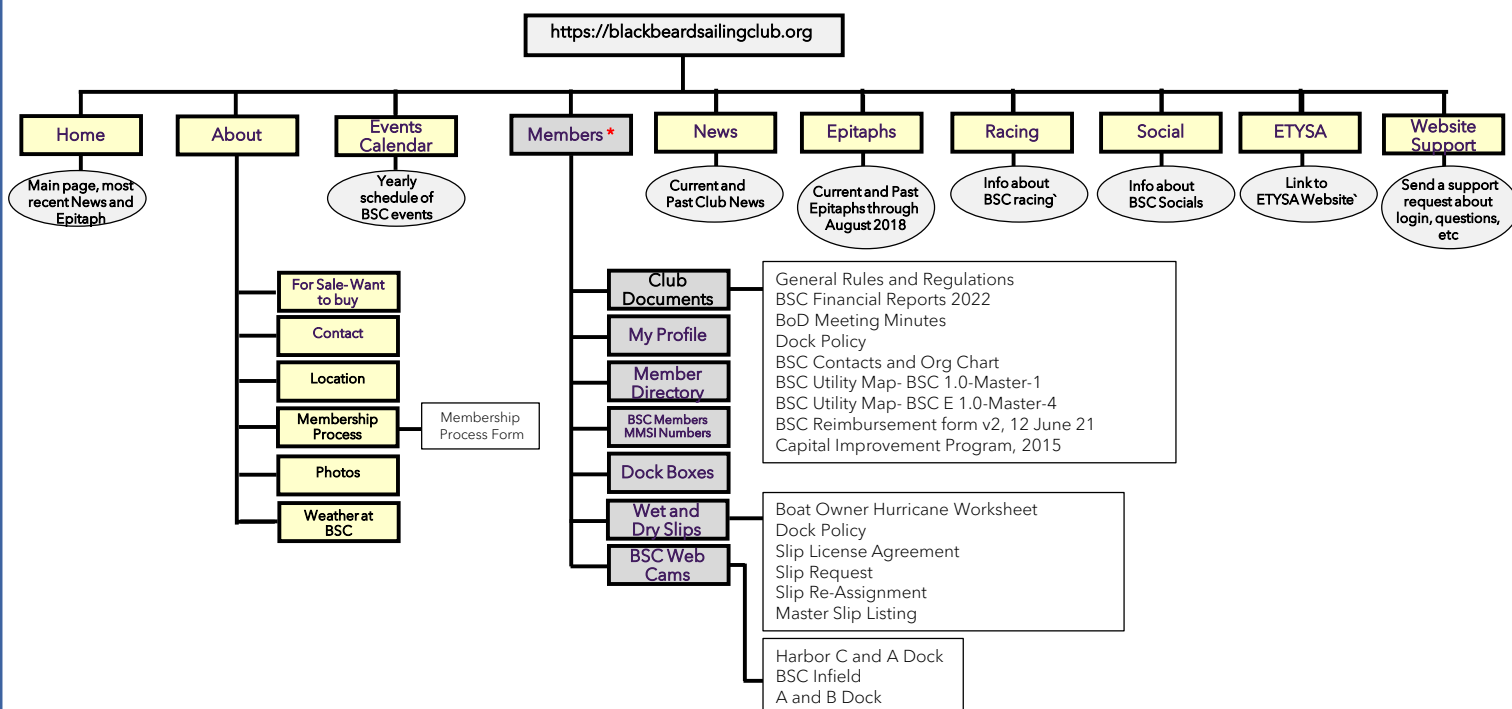 https://blackbeardsailingclub.org
Home
About
Events
Calendar
Members *
News
Epitaphs
Racing
Social
ETYSA
Website
Support
Main page, most
recent News and
Epitaph
Yearly
schedule of
BSC events
Current and
Past Club News
Current and Past
Epitaphs through
August 2018
Info about
BSC racing`
Info about
BSC Socials
Link to
ETYSA Website`
Send a support
request about
login, questions,
etc
For Sale-Want
to buy
Contact
Location
Membership
Process
Membership
Process Form
Photos
Weather at
BSC
Club
Documents
My Profile
Member
Directory
BSC Members
MMSI Numbers
Dock Boxes
Wet and
Dry Slips
BSC Web
Cams
General Rules and Regulations
BSC Financial Reports 2022
BoD Meeting Minutes
Dock Policy
BSC Contacts and Org Chart
BSC Utility Map- BSC 1.0-Master-1
BSC Utility Map- BSC E 1.0-Master-4
BSC Reimbursement form v2, 12 June 21
Capital Improvement Program, 2015
Boat Owner Hurricane Worksheet
Dock Policy
Slip License Agreement
Slip Request
Slip Re-Assignment
Master Slip Listing
Harbor C and A Dock
BSC Infield
A and B Dock